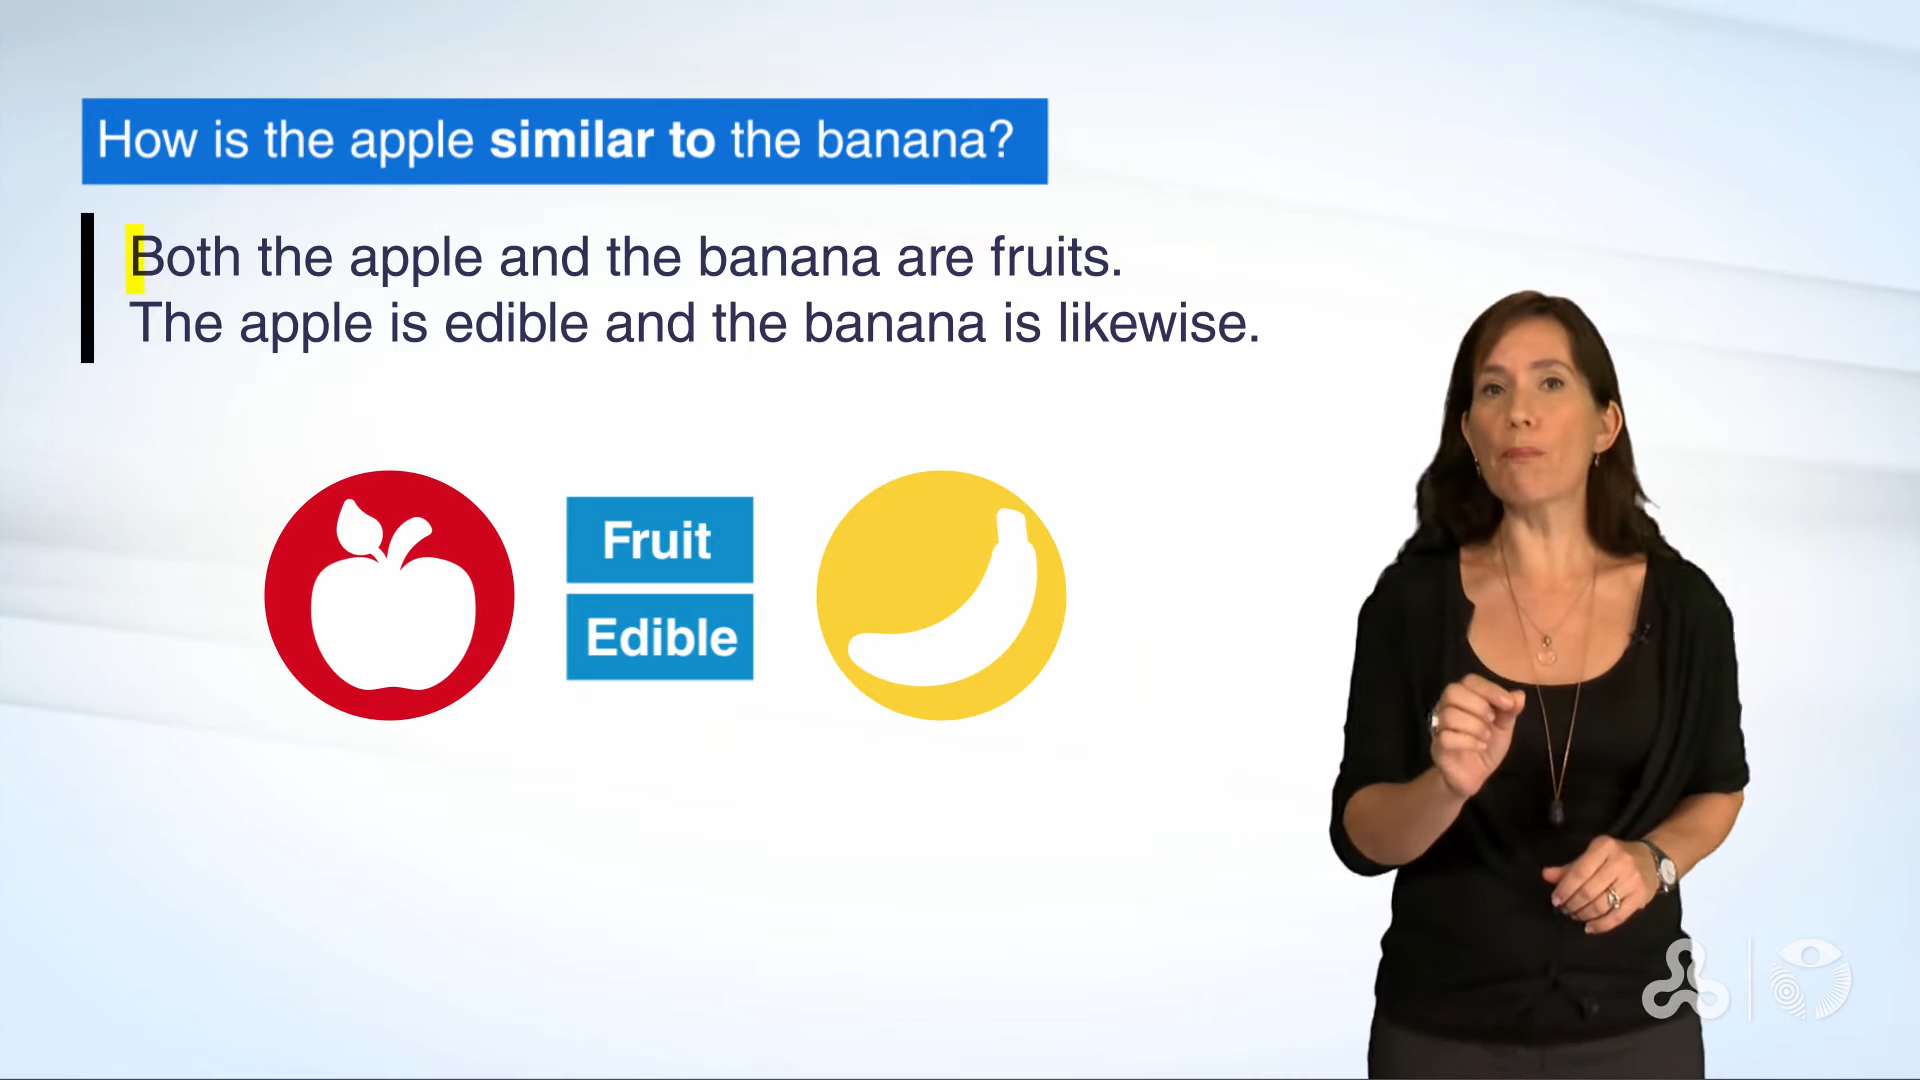 How is the apple similar to the banana?
Both the apple and the banana are fruits.
The apple is edible and the banana is likewise.
Fruit
Edible